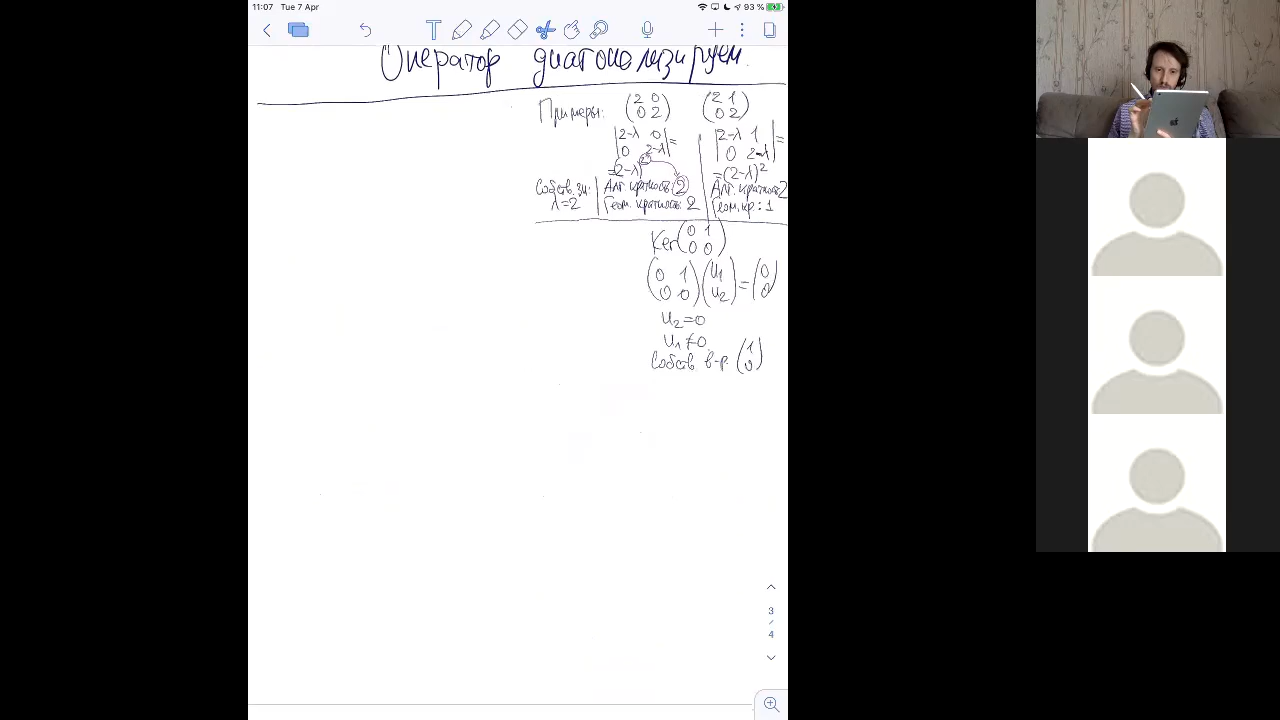 11:07 Tue 7 Apr 93 %
T
Оператор диагонализируем.
Примеры: (2 0 (2 1
0 2) 0 2)
|2-λ 0 |2-λ 1
0 2-λ|= 0 2-λ|=
=(2-λ)² =(2-λ)²
Собств. зн. Алг. кратность: 2 Алг. кратность: 2
λ=2 Геом. кратность: 2 Геом. кр.: 1
Ker (0 1
0 0)
(0 1 (u₁ (0
0 0) u₂) = 0)
u₂=0
u₁≠0
Собств. в-р. (1
0)
3
/
4